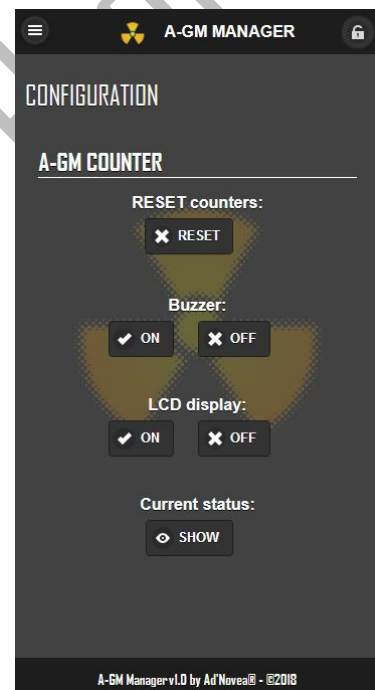 A-GM MANAGER
CONFIGURATION
A-GM COUNTER
RESET counters:
RESET
Buzzer:
ON OFF
LCD display:
ON OFF
Current status:
SHOW
A-GM Manager v1.0 by Ad'Novea® - ©2018